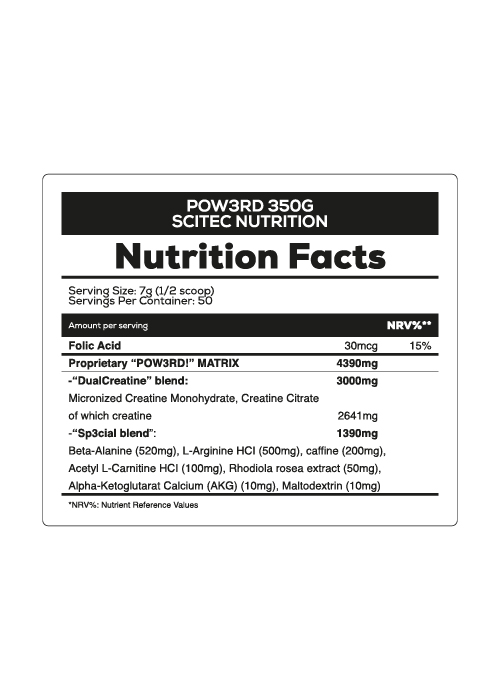 POW3RD 350G
SCITEC NUTRITION
Nutrition Facts
Serving Size: 7g (1/2 scoop)
Servings Per Container: 50
Amount per serving NRV%**
Folic Acid 30mcg 15%
Proprietary “POW3RD!” MATRIX 4390mg
-“DualCreatine” blend: 3000mg
Micronized Creatine Monohydrate, Creatine Citrate
of which creatine 2641mg
-“Sp3cial blend”: 1390mg
Beta-Alanine (520mg), L-Arginine HCl (500mg), caffine (200mg),
Acetyl L-Carnitine HCl (100mg), Rhodiola rosea extract (50mg),
Alpha-Ketoglutarat Calcium (AKG) (10mg), Maltodextrin (10mg)
*NRV%: Nutrient Reference Values